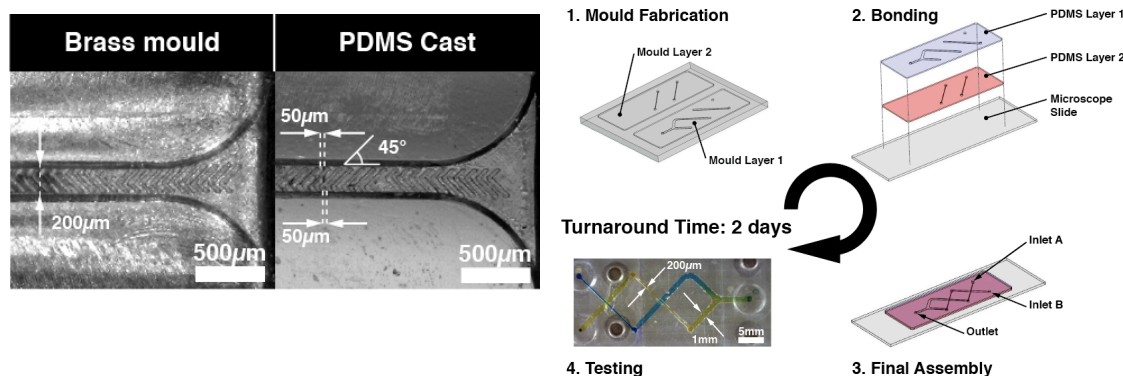 Brass mould
PDMS Cast
200µm
500µm
50µm
45°
50µm
500µm
1. Mould Fabrication
Mould Layer 2
Mould Layer 1
2. Bonding
PDMS Layer 1
PDMS Layer 2
Microscope
Slide
Turnaround Time: 2 days
200µm
1mm
5mm
4. Testing
Inlet A
Inlet B
Outlet
3. Final Assembly